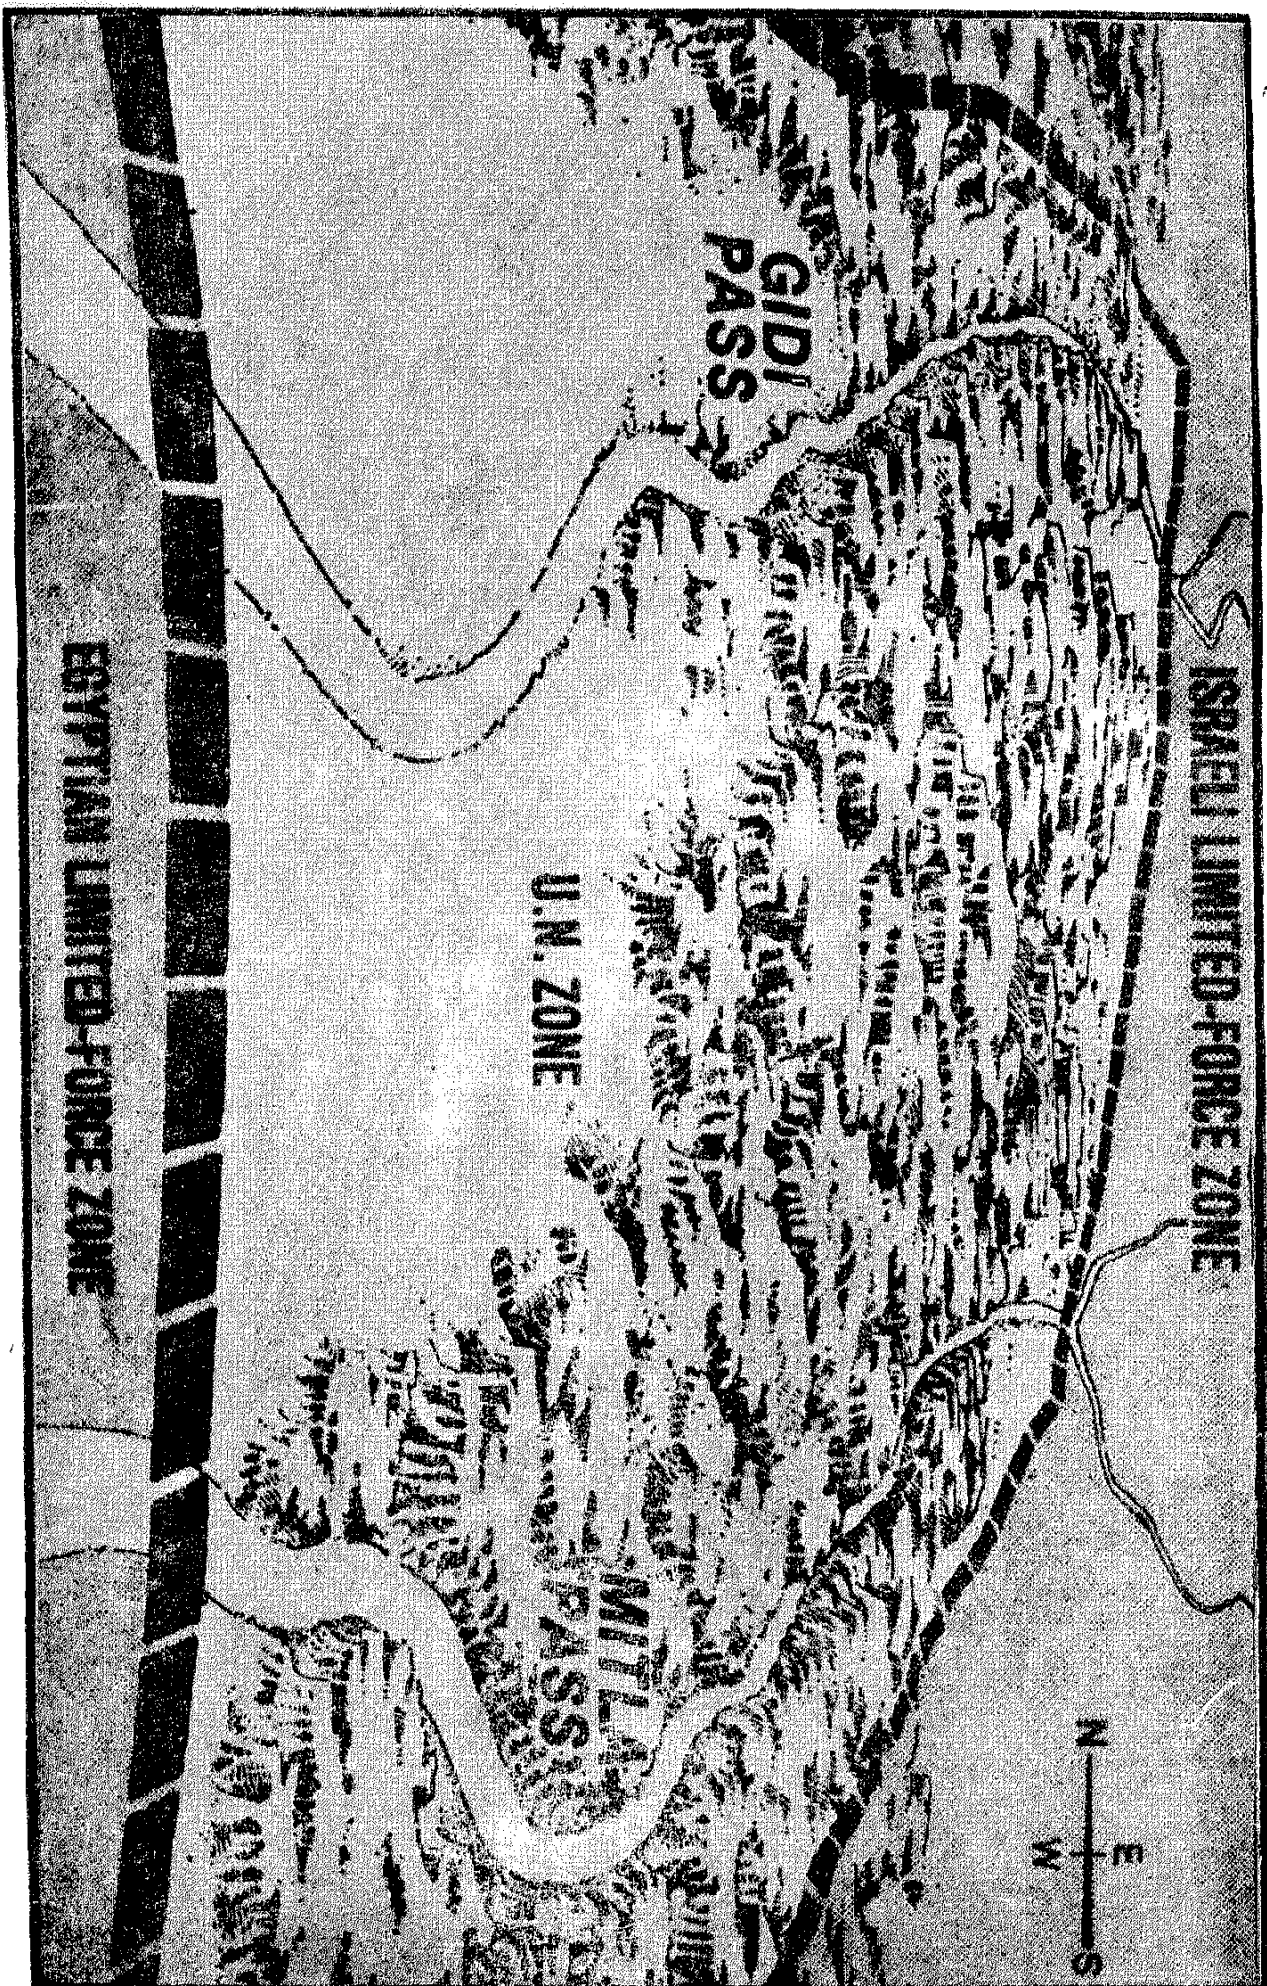 ISRAELI LIMITED-FORCE ZONE
GIDI
PASS
U.N. ZONE
MITLA
PASS
EGYPTIAN LIMITED-FORCE ZONE
N
E
W
S